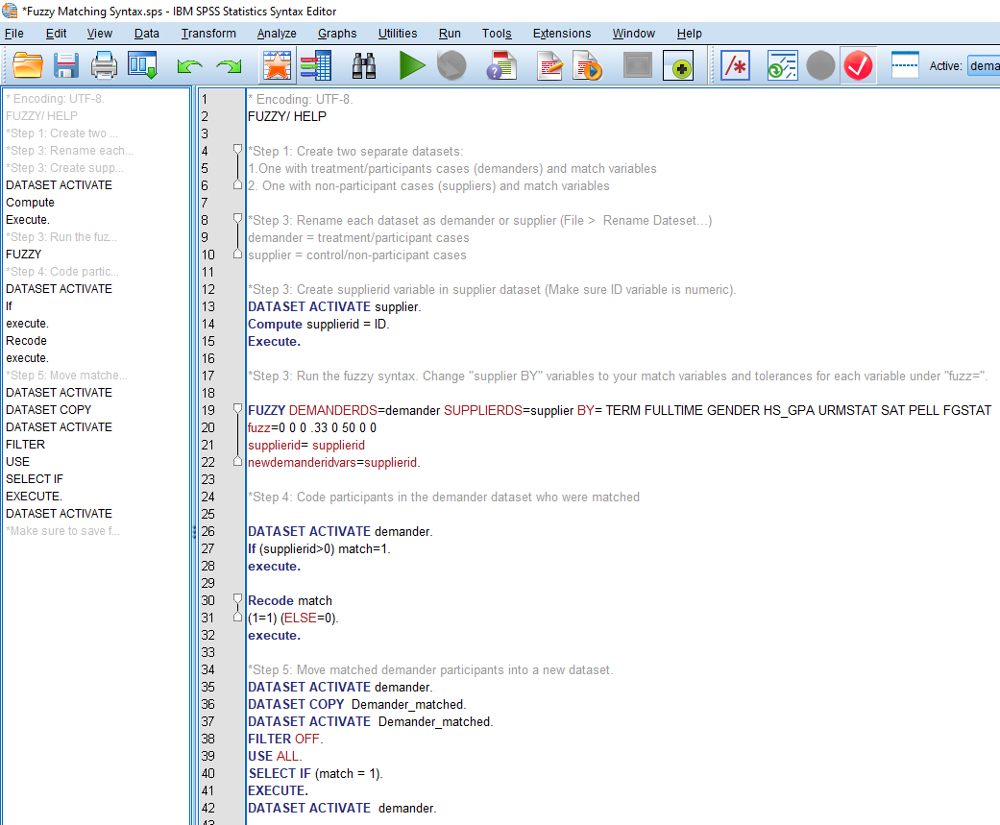 *Fuzzy Matching Syntax.sps - IBM SPSS Statistics Syntax Editor
File Edit View Data Transform Analyze Graphs Utilities Run Tools Extensions Window Help
Active: dema
* Encoding: UTF-8.
FUZZY/ HELP
*Step 1: Create two ...
*Step 3: Rename each...
*Step 3: Create supp...
DATASET ACTIVATE
Compute
Execute.
*Step 3: Run the fuz...
FUZZY
*Step 4: Code partic...
DATASET ACTIVATE
If
execute.
Recode
execute.
*Step 5: Move matche...
DATASET ACTIVATE
DATASET COPY
DATASET ACTIVATE
FILTER
USE
SELECT IF
EXECUTE.
DATASET ACTIVATE
*Make sure to save f...
1 * Encoding: UTF-8.
2 FUZZY/ HELP
3
4 *Step 1: Create two separate datasets:
5 1.One with treatment/participants cases (demanders) and match variables
6 2. One with non-participant cases (suppliers) and match variables
7
8 *Step 3: Rename each dataset as demander or supplier (File > Rename Dateset...)
9 demander = treatment/participant cases
10 supplier = control/non-participant cases
11
12 *Step 3: Create supplierid variable in supplier dataset (Make sure ID variable is numeric).
13 DATASET ACTIVATE supplier.
14 Compute supplierid = ID.
15 Execute.
16
17 *Step 3: Run the fuzzy syntax. Change "supplier BY" variables to your match variables and tolerances for each variable under "fuzz=".
18
19 FUZZY DEMANDERDS=demander SUPPLIERDS=supplier BY= TERM FULLTIME GENDER HS_GPA URMSTAT SAT PELL FGSTAT
20 fuzz=0 0 0 .33 0 50 0 0
21 supplierid= supplierid
22 newdemanderidvars=supplierid.
23
24 *Step 4: Code participants in the demander dataset who were matched
25
26 DATASET ACTIVATE demander.
27 If (supplierid>0) match=1.
28 execute.
29
30 Recode match
31 (1=1) (ELSE=0).
32 execute.
33
34 *Step 5: Move matched demander participants into a new dataset.
35 DATASET ACTIVATE demander.
36 DATASET COPY Demander_matched.
37 DATASET ACTIVATE Demander_matched.
38 FILTER OFF.
39 USE ALL.
40 SELECT IF (match = 1).
41 EXECUTE.
42 DATASET ACTIVATE demander.